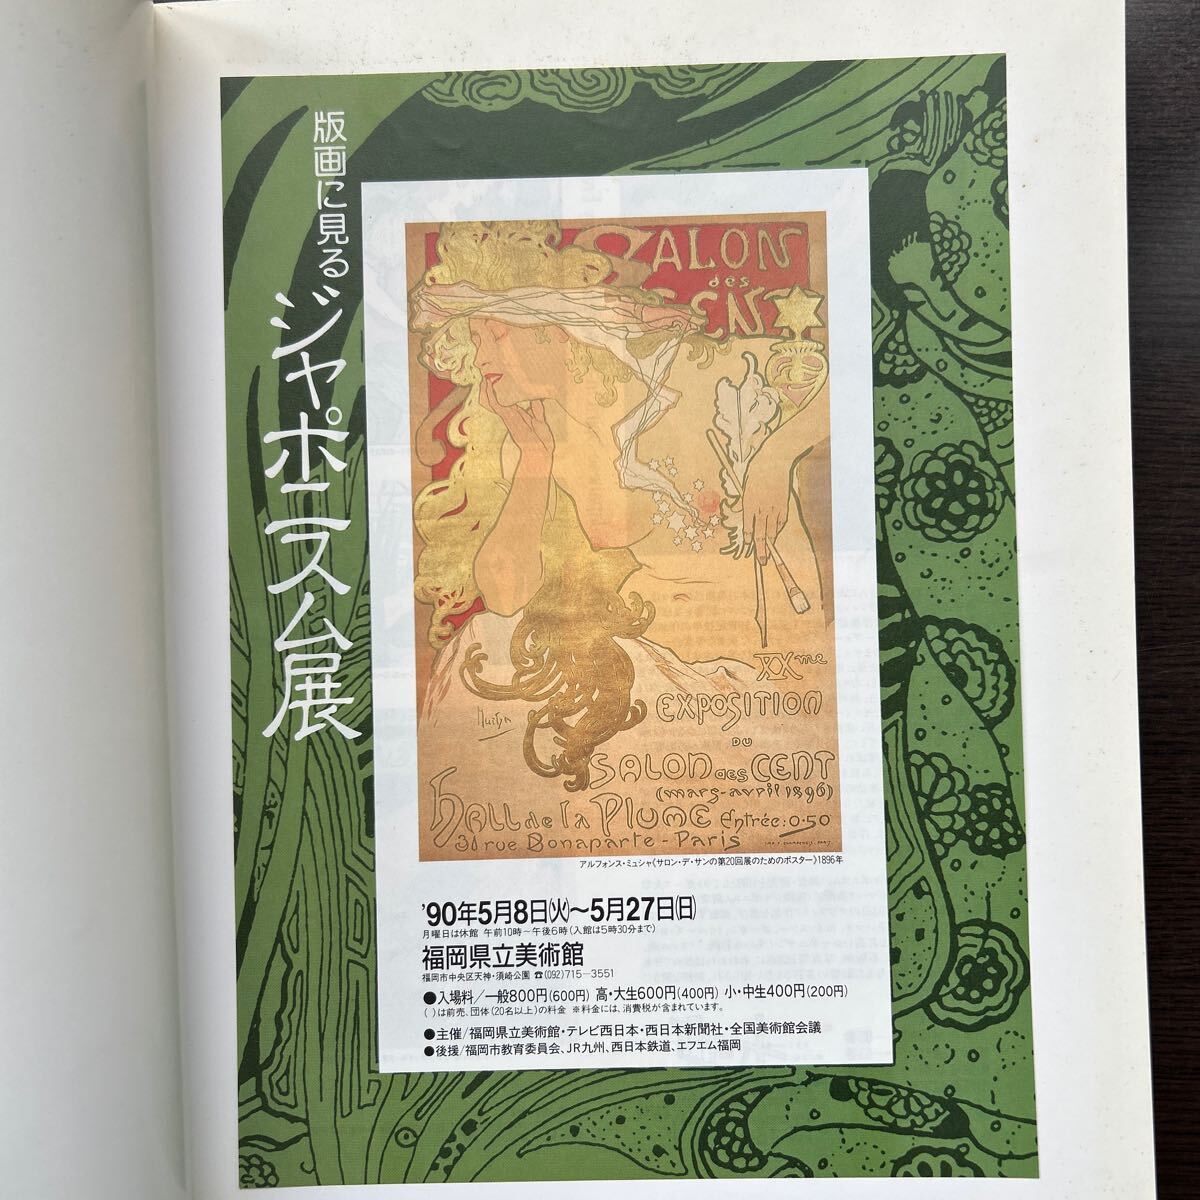 版画に見る
ジャポニスム展
SALON
des
CENT
XXme
EXPOSITION
DU
SALON des CENT
(mars-avril 1896)
Hall de la Plume entrée: 0.50
31 rue Bonaparte - Paris
アルフォンス・ミュシャ《サロン・デ・サンの第20回展のためのポスター》1896年
'90年5月8日(火)〜5月27日(日)
月曜日は休館 午前10時〜午後6時(入館は5時30分まで)
福岡県立美術館
福岡市中央区天神・須崎公園 ☎(092)715-3551
●入場料/一般800円(600円) 高・大生600円(400円) 小・中生400円(200円)
( )は前売、団体(20名以上)の料金 ※料金には、消費税が含まれています。
●主催/福岡県立美術館・テレビ西日本・西日本新聞社・全国美術館会議
●後援/福岡市教育委員会、JR九州、西日本鉄道、エフエム福岡